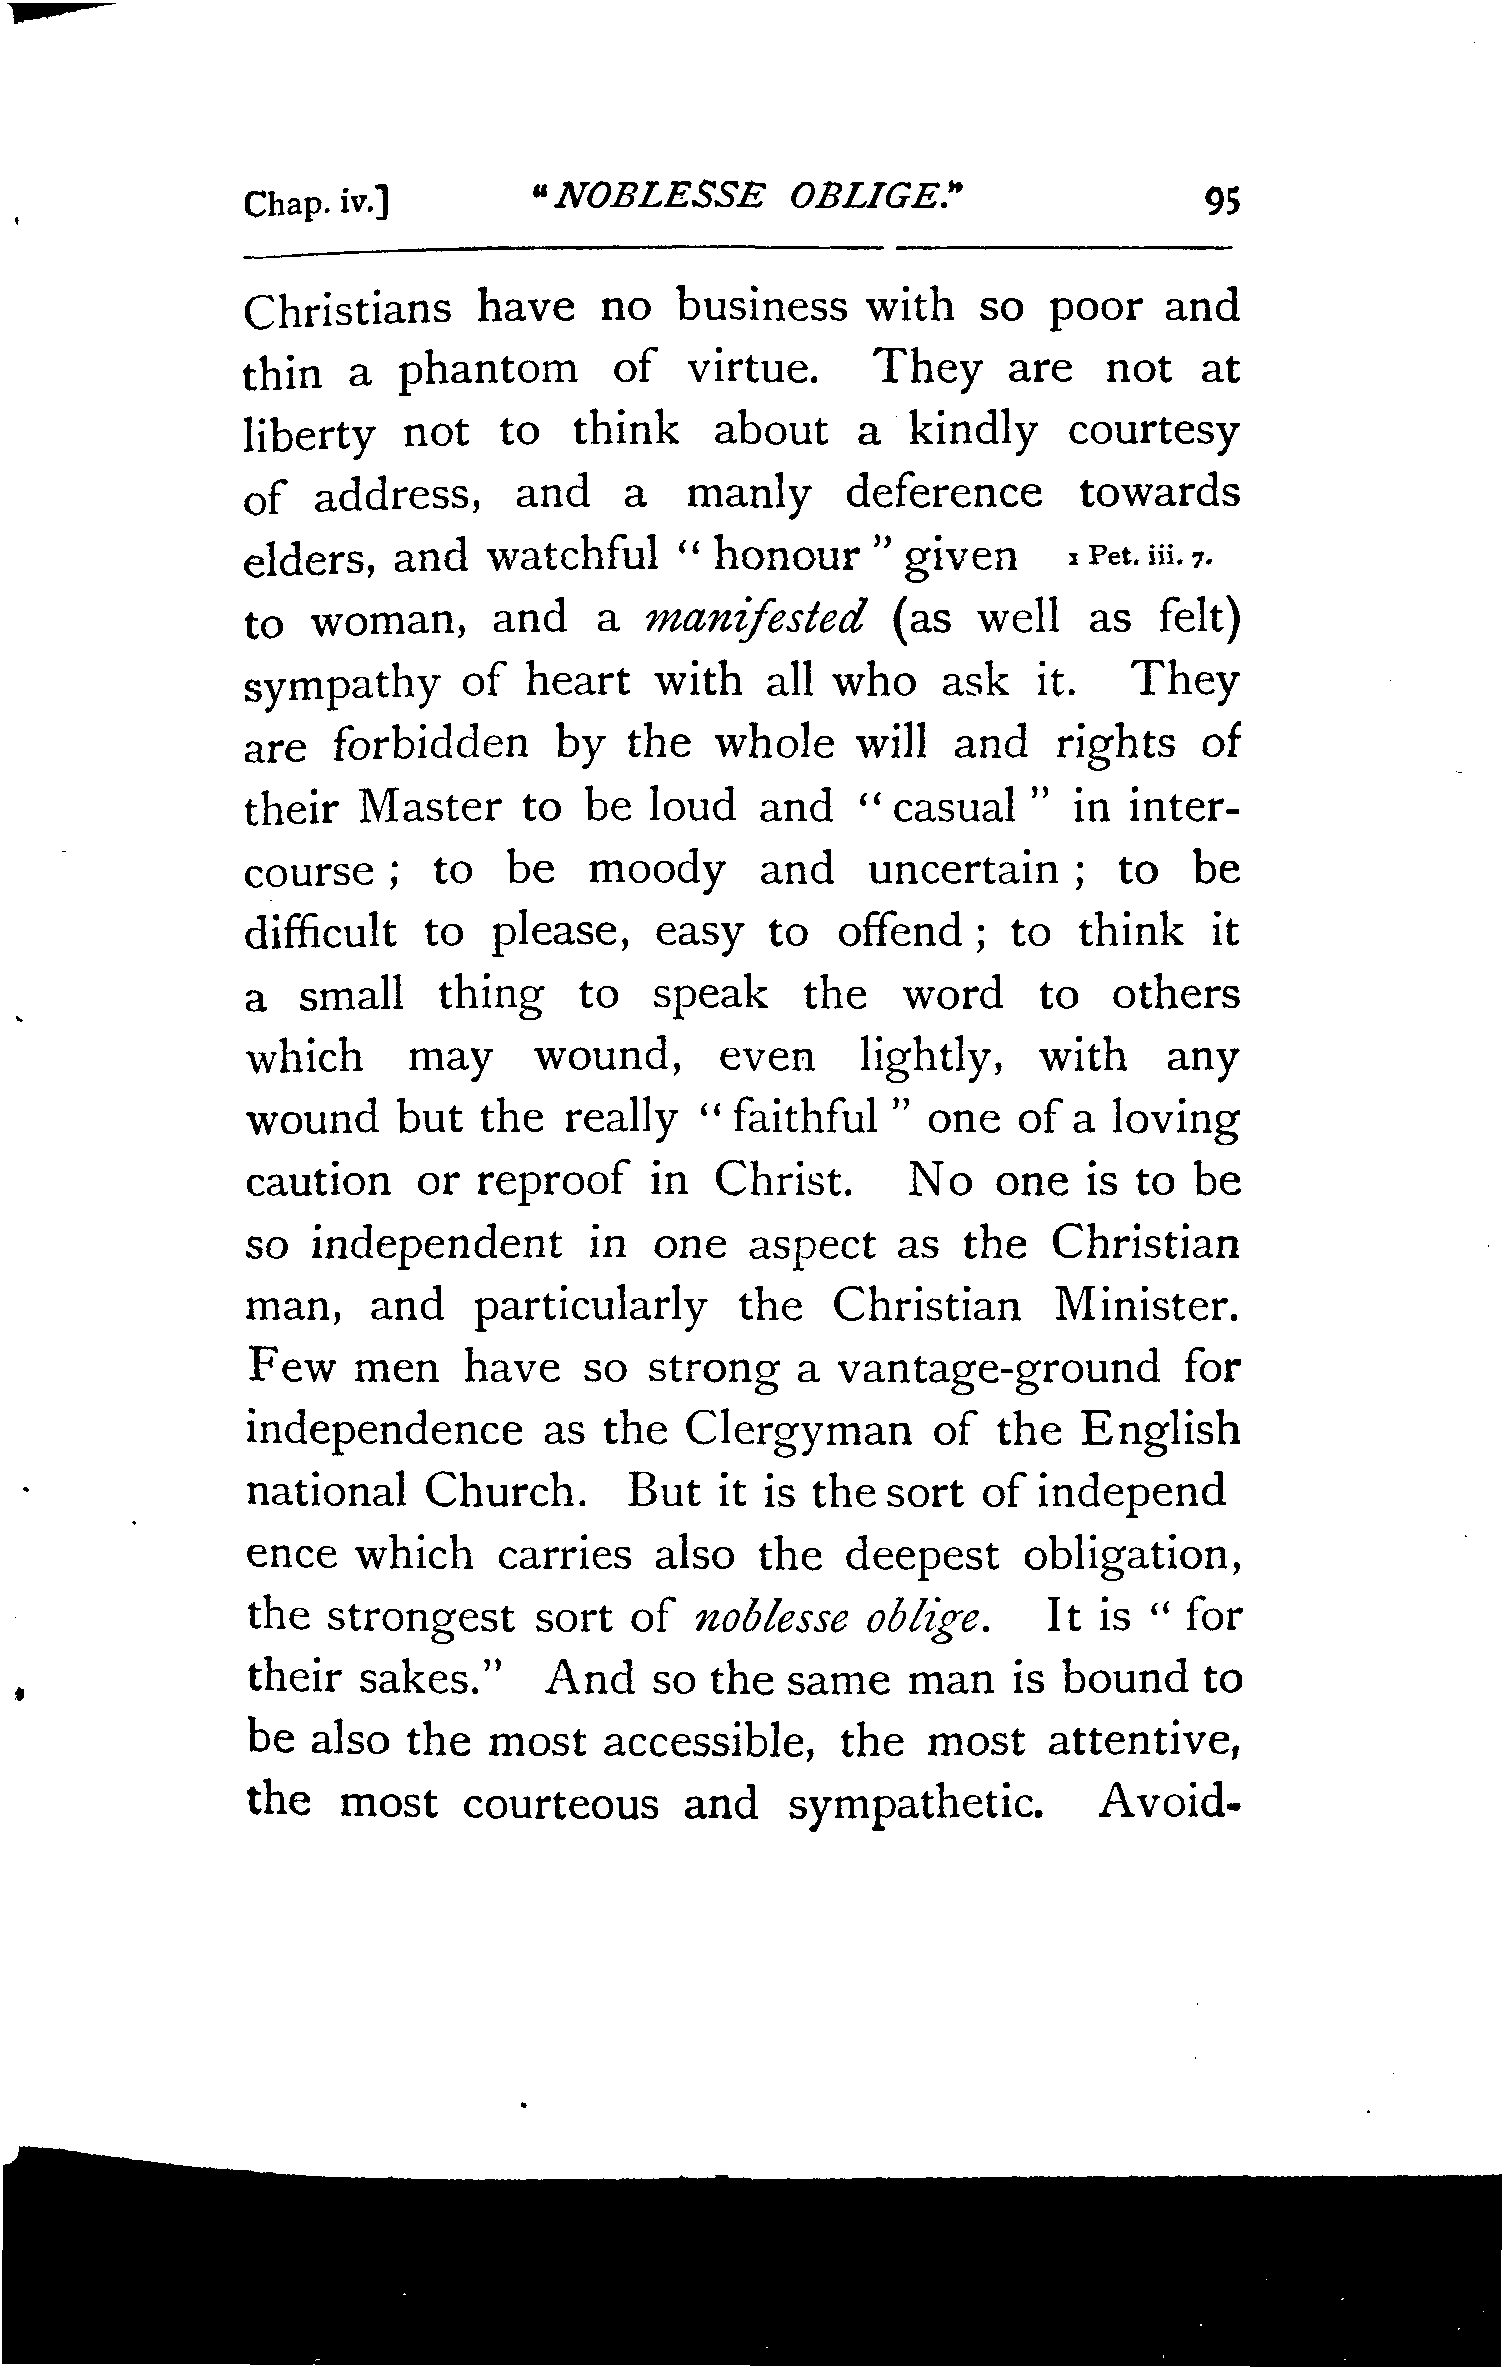 Chap. iv.] "NOBLESSE OBLIGE." 95
Christians have no business with so poor and
thin a phantom of virtue. They are not at
liberty not to think about a kindly courtesy
of address, and a manly deference towards
elders, and watchful " honour " given 1 Pet. iii. 7.
to woman, and a manifested (as well as felt)
sympathy of heart with all who ask it. They
are forbidden by the whole will and rights of
their Master to be loud and " casual " in inter-
course ; to be moody and uncertain ; to be
difficult to please, easy to offend ; to think it
a small thing to speak the word to others
which may wound, even lightly, with any
wound but the really " faithful " one of a loving
caution or reproof in Christ. No one is to be
so independent in one aspect as the Christian
man, and particularly the Christian Minister.
Few men have so strong a vantage-ground for
independence as the Clergyman of the English
national Church. But it is the sort of independ
ence which carries also the deepest obligation,
the strongest sort of noblesse oblige. It is " for
their sakes." And so the same man is bound to
be also the most accessible, the most attentive,
the most courteous and sympathetic. Avoid-